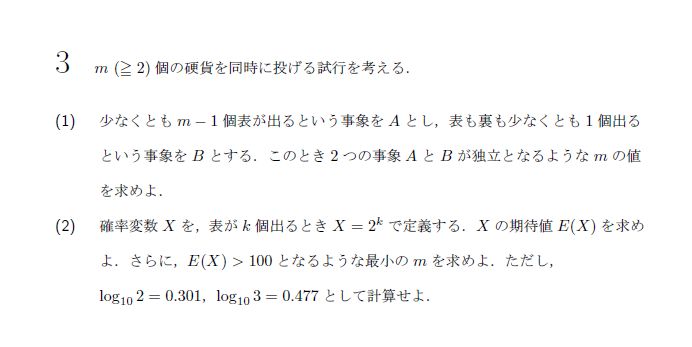 3 m (≧ 2) 個の硬貨を同時に投げる試行を考える.
(1) 少なくとも m − 1 個表が出るという事象を A とし，表も裏も少なくとも 1 個出る
という事象を B とする．このとき 2 つの事象 A と B が独立となるような m の値
を求めよ．
(2) 確率変数 X を，表が k 個出るとき X = 2^k で定義する．X の期待値 E(X) を求め
よ．さらに，E(X) > 100 となるような最小の m を求めよ．ただし，
log₁₀ 2 = 0.301，log₁₀ 3 = 0.477 として計算せよ．